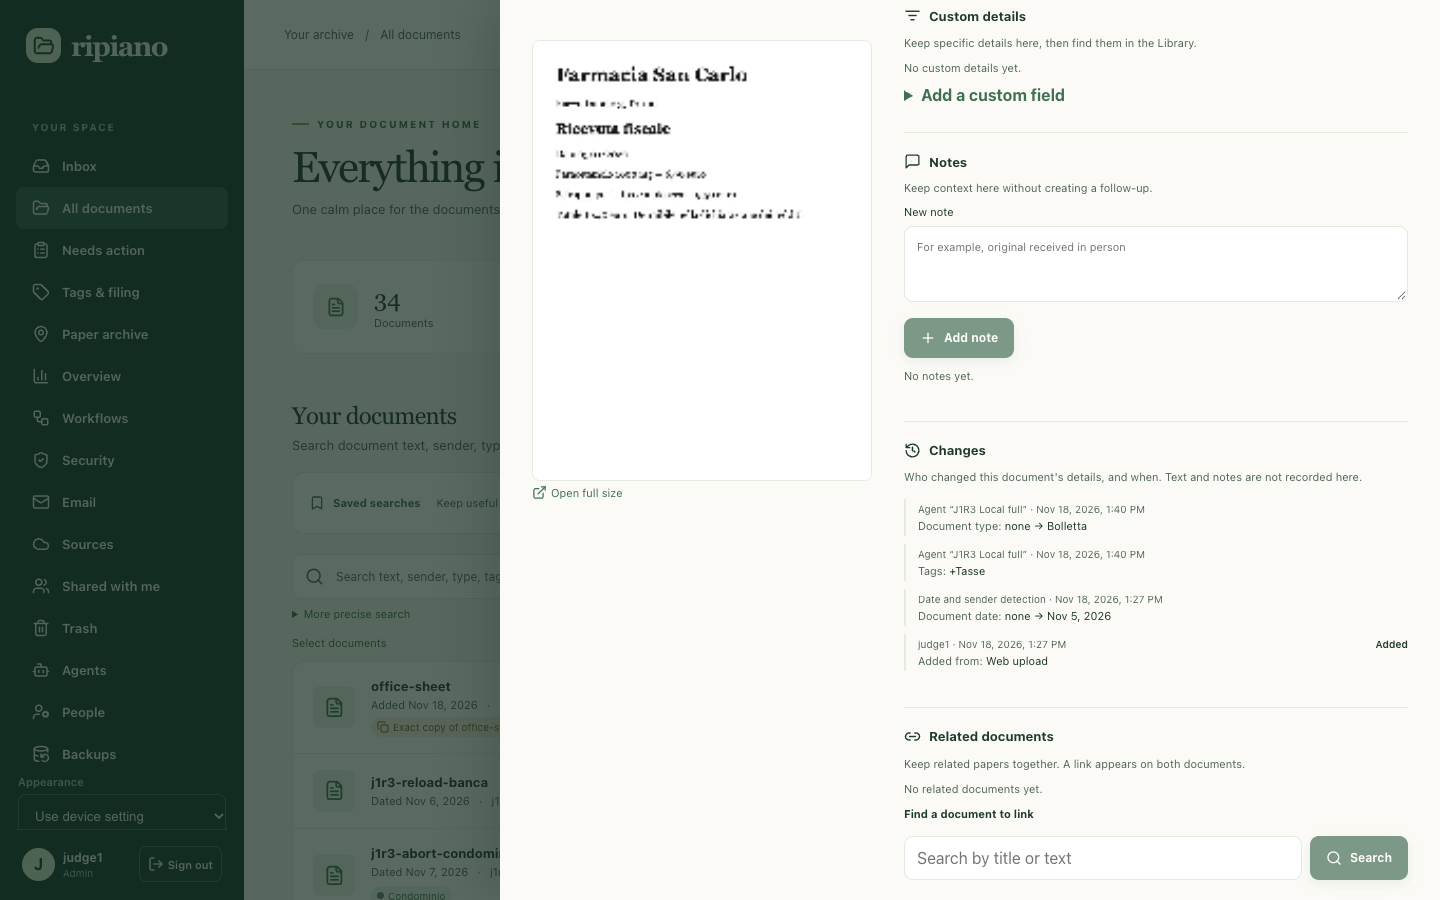 ripiano
YOUR SPACE
Inbox
All documents
Needs action
Tags & filing
Paper archive
Overview
Workflows
Security
Email
Sources
Shared with me
Trash
Agents
People
Backups
Appearance
Use device setting
J
judge1
Admin
Sign out
Your archive / All documents
YOUR DOCUMENT HOME
Everything
One calm place for the documents
34
Documents
Your documents
Search document text, sender, typ
Saved searches Keep useful
Search text, sender, type, tag
More precise search
Select documents
office-sheet
Added Nov 18, 2026 ·
Exact copy of office-s
j1r3-reload-banca
Dated Nov 6, 2026 · j1
j1r3-abort-condomi
Dated Nov 7, 2026 · j1
Condominio
Farmacia San Carlo
Ricevuta fiscale
Open full size
Custom details
Keep specific details here, then find them in the Library.
No custom details yet.
Add a custom field
Notes
Keep context here without creating a follow-up.
New note
For example, original received in person
Add note
No notes yet.
Changes
Who changed this document's details, and when. Text and notes are not recorded here.
Agent “J1R3 Local full” · Nov 18, 2026, 1:40 PM
Document type: none → Bolletta
Agent “J1R3 Local full” · Nov 18, 2026, 1:40 PM
Tags: +Tasse
Date and sender detection · Nov 18, 2026, 1:27 PM
Document date: none → Nov 5, 2026
judge1 · Nov 18, 2026, 1:27 PM Added
Added from: Web upload
Related documents
Keep related papers together. A link appears on both documents.
No related documents yet.
Find a document to link
Search by title or text
Search